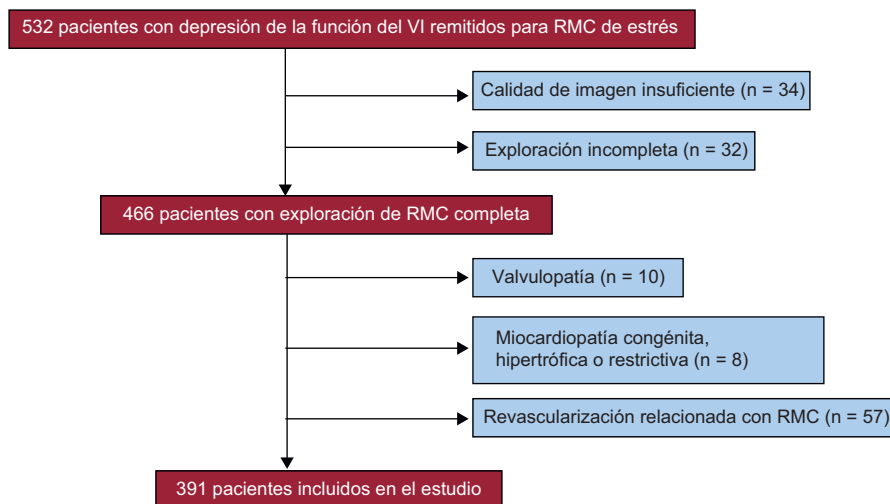 532 pacientes con depresión de la función del VI remitidos para RMC de estrés
Calidad de imagen insuficiente (n = 34)
Exploración incompleta (n = 32)
466 pacientes con exploración de RMC completa
Valvulopatía (n = 10)
Miocardiopatía congénita,
hipertrófica o restrictiva (n = 8)
Revascularización relacionada con RMC (n = 57)
391 pacientes incluidos en el estudio